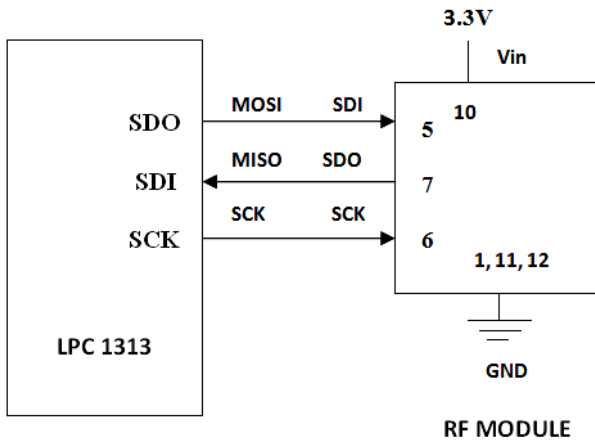 3.3V
Vin
MOSI SDI
SDO 5 10
MISO SDO
SDI 7
SCK SCK
SCK 6
1, 11, 12
LPC 1313
GND
RF MODULE